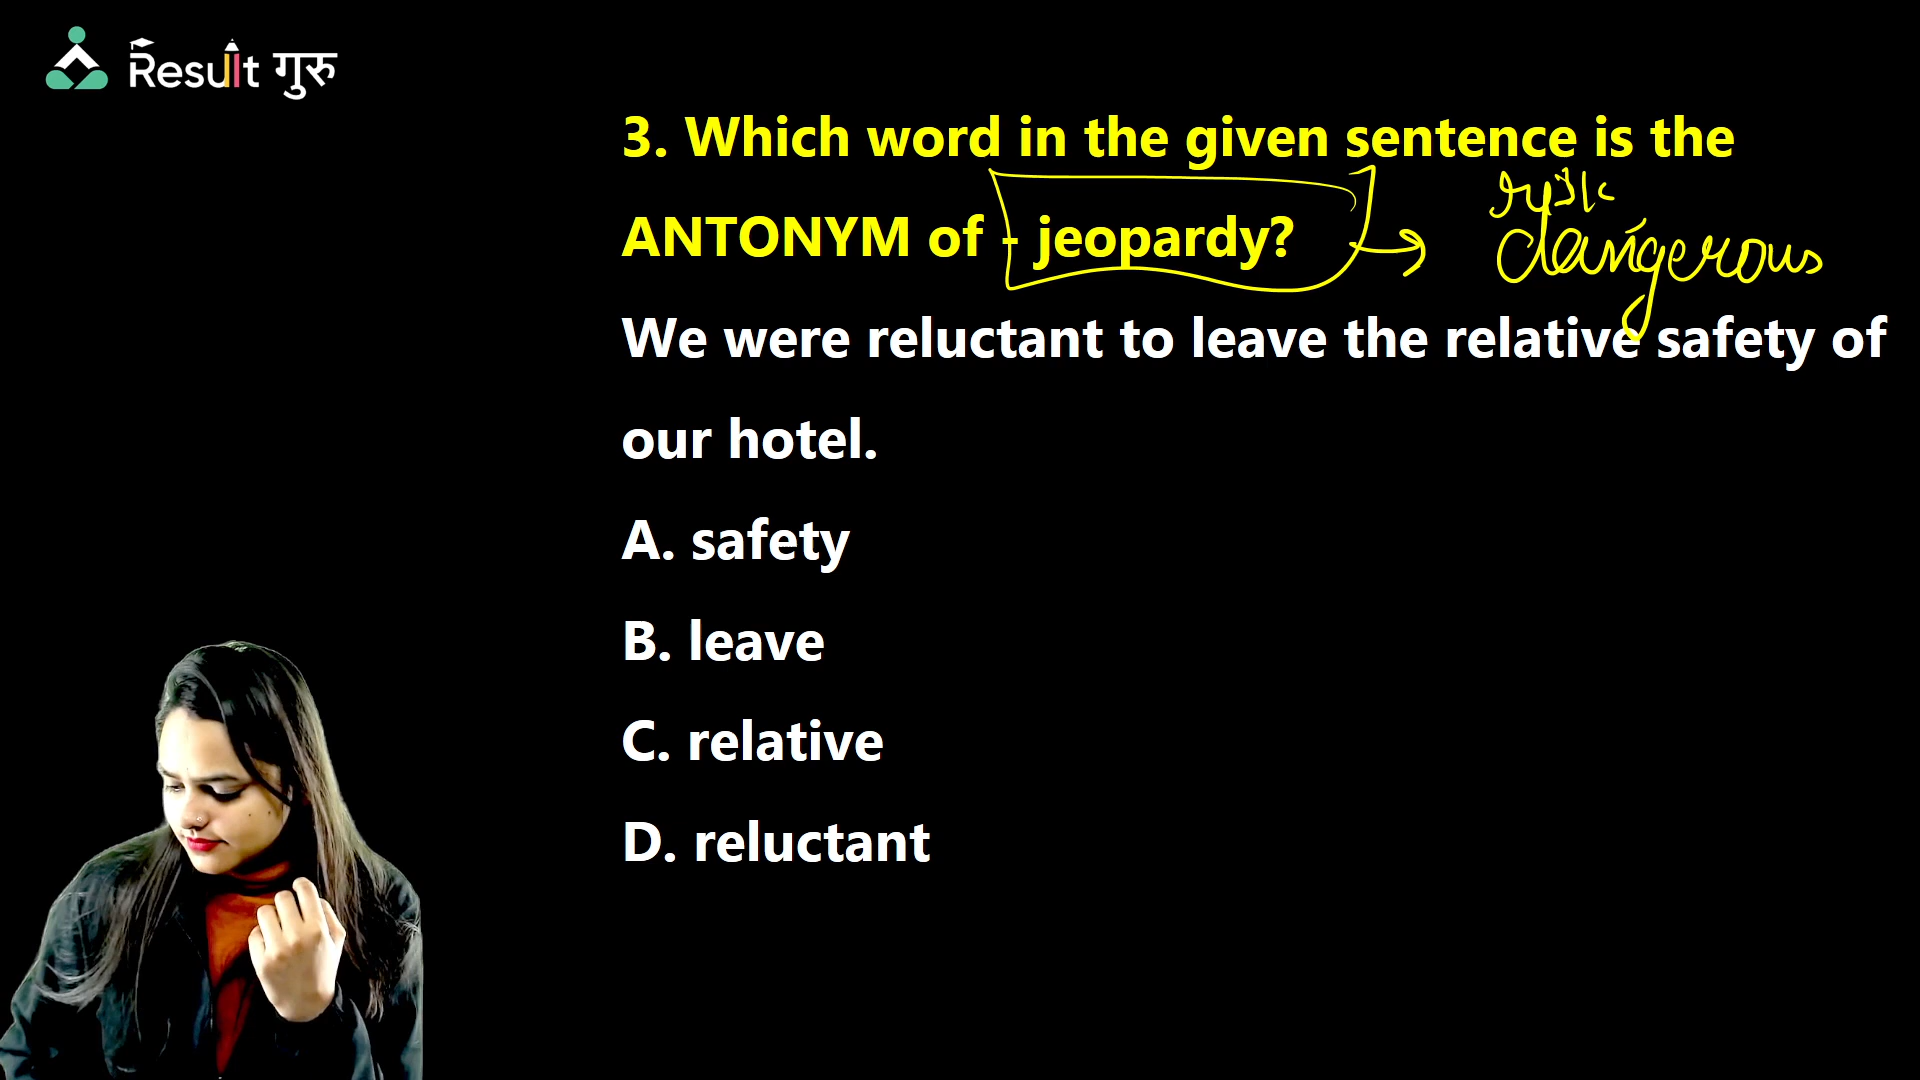 Result गुरु
3. Which word in the given sentence is the
risk
ANTONYM of - jeopardy?
dangerous
We were reluctant to leave the relative safety of
our hotel.
A. safety
B. leave
C. relative
D. reluctant